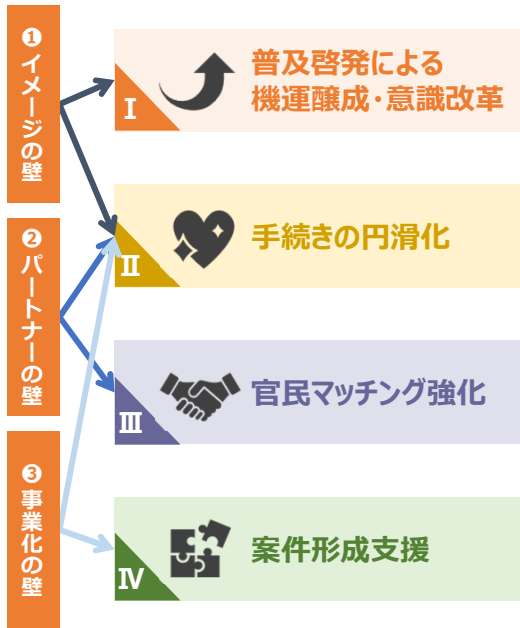 ❶イメージの壁
❷パートナーの壁
❸事業化の壁
Ⅰ
普及啓発による
機運醸成・意識改革
Ⅱ
手続きの円滑化
Ⅲ
官民マッチング強化
Ⅳ
案件形成支援